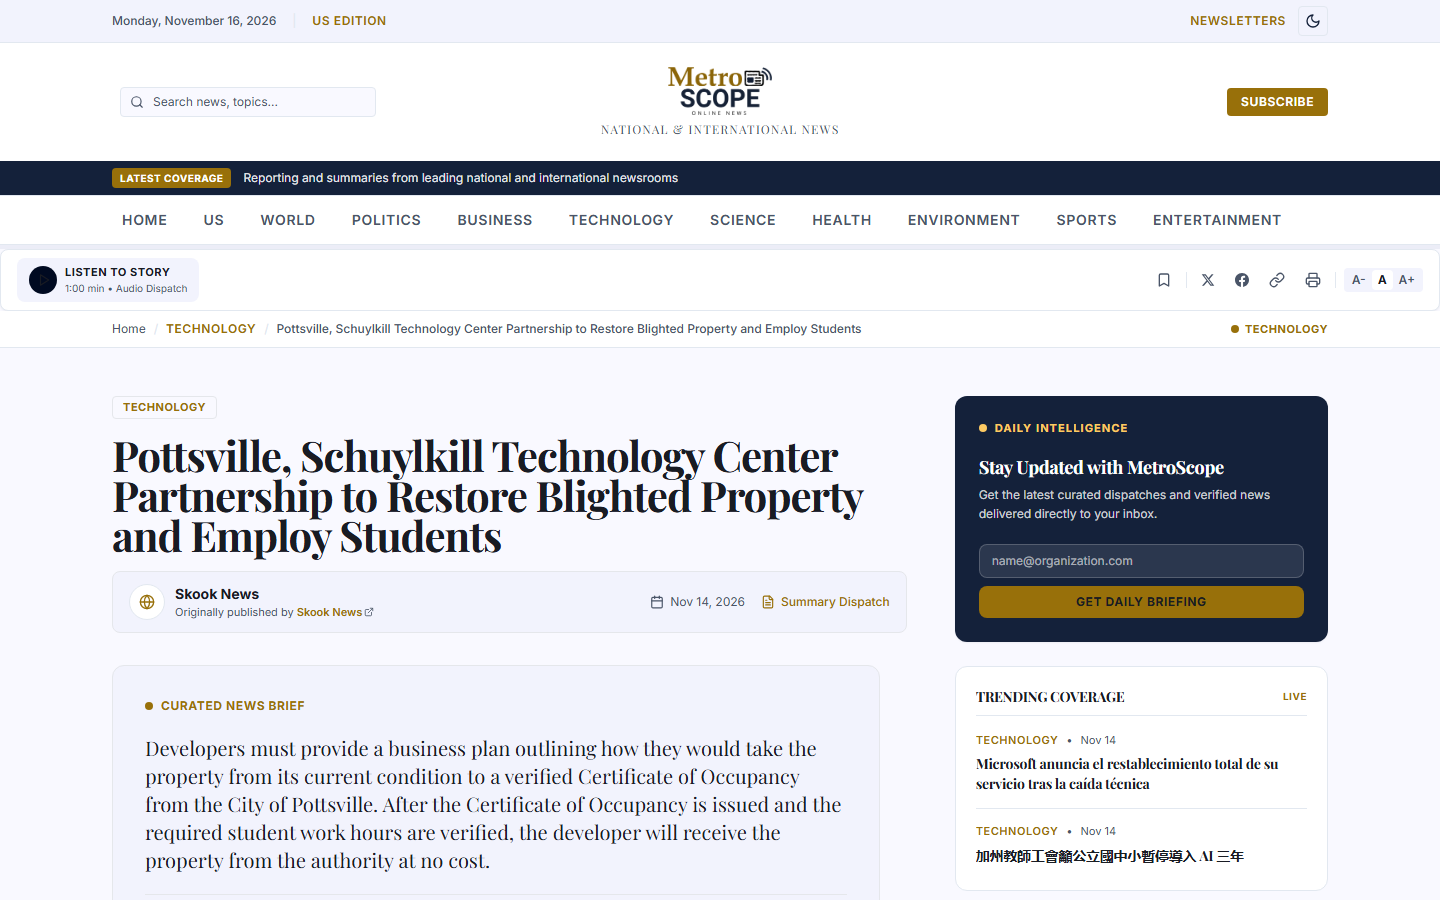 Monday, November 16, 2026
US EDITION
NEWSLETTERS
Search news, topics...
Metro
SCOPE
ONLINE NEWS
NATIONAL & INTERNATIONAL NEWS
SUBSCRIBE
LATEST COVERAGE
Reporting and summaries from leading national and international newsrooms
HOME
US
WORLD
POLITICS
BUSINESS
TECHNOLOGY
SCIENCE
HEALTH
ENVIRONMENT
SPORTS
ENTERTAINMENT
LISTEN TO STORY
1:00 min • Audio Dispatch
A-
A
A+
Home / TECHNOLOGY / Pottsville, Schuylkill Technology Center Partnership to Restore Blighted Property and Employ Students
TECHNOLOGY
TECHNOLOGY
Pottsville, Schuylkill Technology Center
Partnership to Restore Blighted Property
and Employ Students
Skook News
Originally published by Skook News
Nov 14, 2026
Summary Dispatch
CURATED NEWS BRIEF
Developers must provide a business plan outlining how they would take the
property from its current condition to a verified Certificate of Occupancy
from the City of Pottsville. After the Certificate of Occupancy is issued and the
required student work hours are verified, the developer will receive the
property from the authority at no cost.
DAILY INTELLIGENCE
Stay Updated with MetroScope
Get the latest curated dispatches and verified news
delivered directly to your inbox.
name@organization.com
GET DAILY BRIEFING
TRENDING COVERAGE
LIVE
TECHNOLOGY • Nov 14
Microsoft anuncia el restablecimiento total de su
servicio tras la caída técnica
TECHNOLOGY • Nov 14
加州教師工會籲公立國中小暫停導入 AI 三年